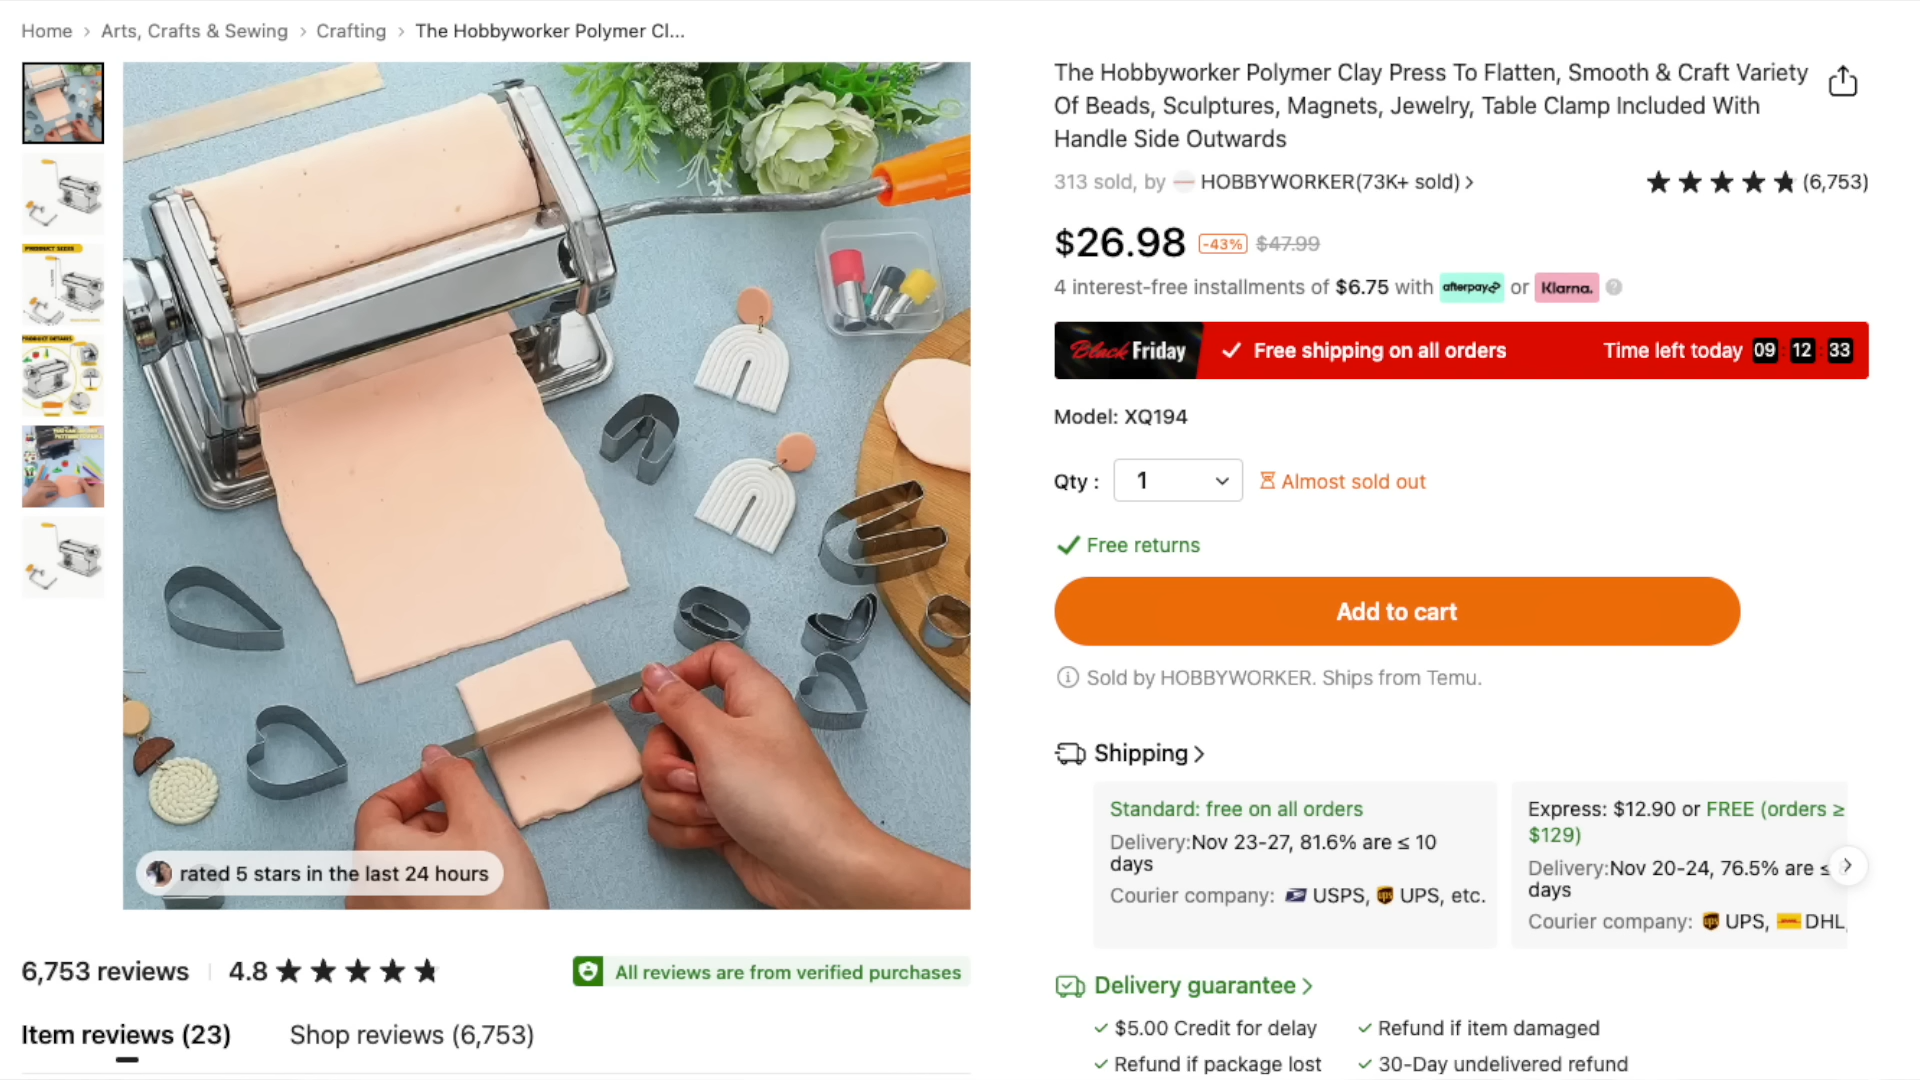 Home › Arts, Crafts & Sewing › Crafting › The Hobbyworker Polymer Cl...
PRODUCT SIZES
PRODUCT DETAILS
rated 5 stars in the last 24 hours
6,753 reviews 4.8
All reviews are from verified purchases
Item reviews (23) Shop reviews (6,753)
The Hobbyworker Polymer Clay Press To Flatten, Smooth & Craft Variety
Of Beads, Sculptures, Magnets, Jewelry, Table Clamp Included With
Handle Side Outwards
313 sold, by HOBBYWORKER(73K+ sold) › (6,753)
$26.98 -43% $47.99
4 interest-free installments of $6.75 with afterpay or Klarna. ?
Black Friday Free shipping on all orders Time left today 09 : 12 : 33
Model: XQ194
Qty : 1 Almost sold out
Free returns
Add to cart
Sold by HOBBYWORKER. Ships from Temu.
Shipping ›
Standard: free on all orders
Delivery:Nov 23-27, 81.6% are ≤ 10
days
Courier company: USPS, UPS, etc.
Express: $12.90 or FREE (orders ≥
$129)
Delivery:Nov 20-24, 76.5% are ≤
days
Courier company: UPS, DHL,
Delivery guarantee ›
$5.00 Credit for delay Refund if item damaged
Refund if package lost 30-Day undelivered refund